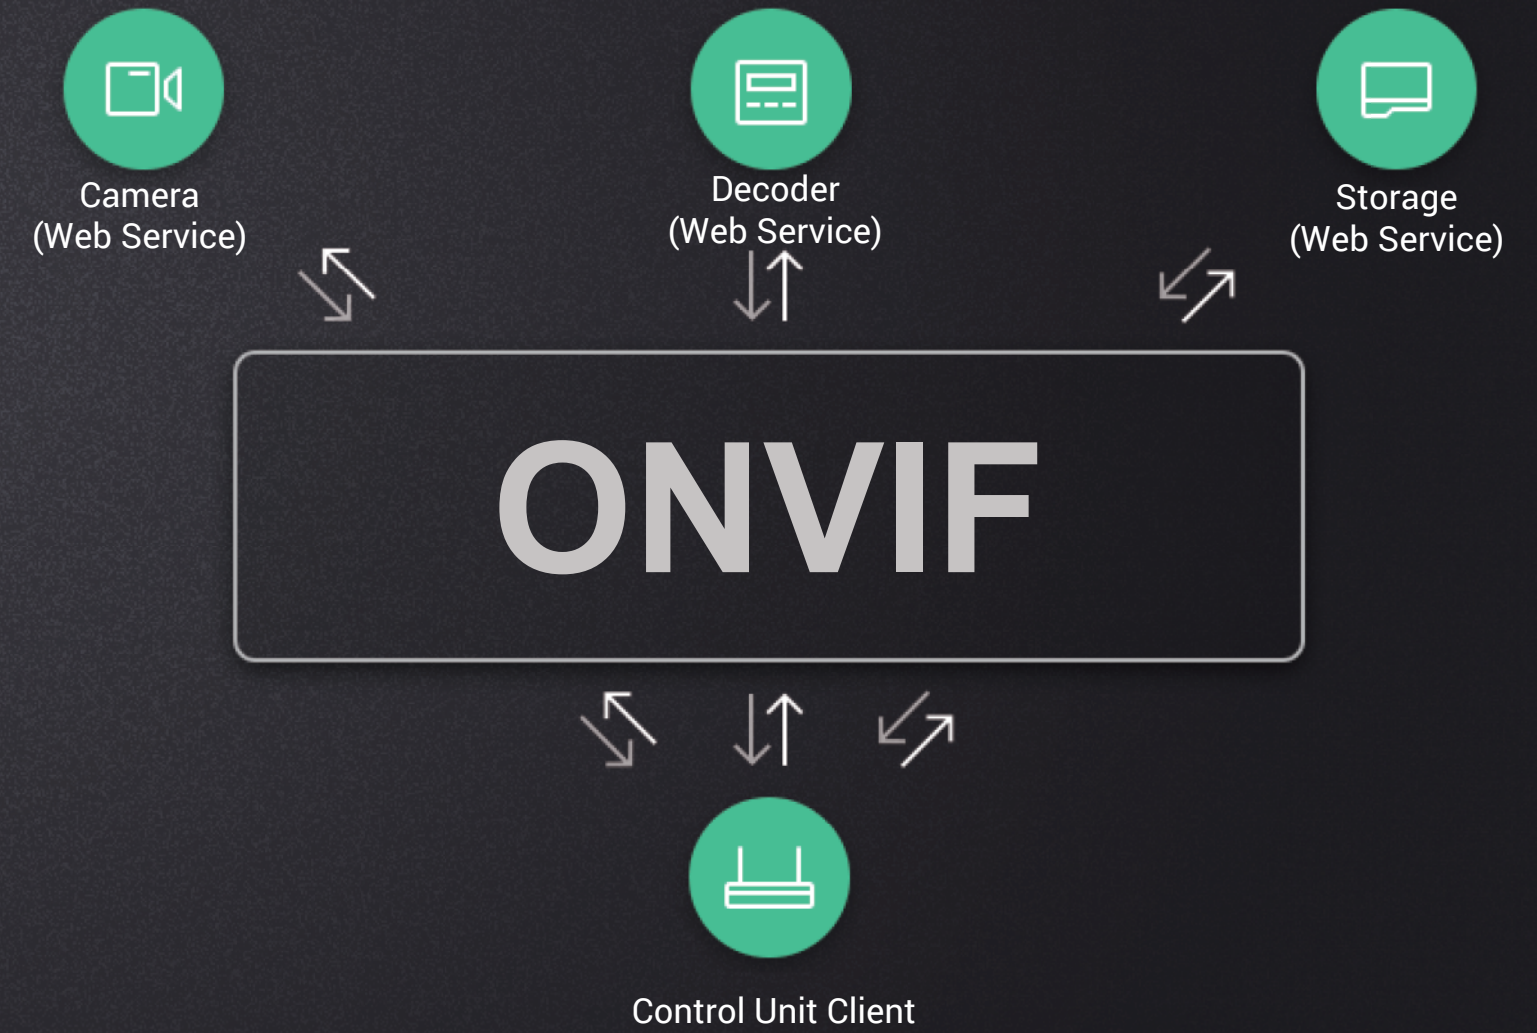 Camera
(Web Service)
Decoder
(Web Service)
Storage
(Web Service)
ONVIF
Control Unit Client